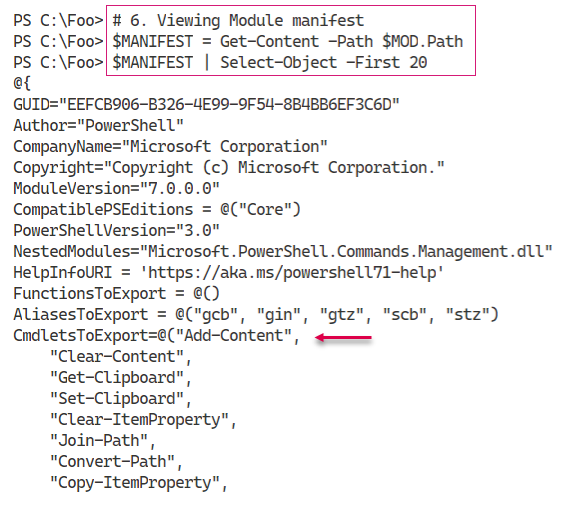 PS C:\Foo> # 6. Viewing Module manifest
PS C:\Foo> $MANIFEST = Get-Content -Path $MOD.Path
PS C:\Foo> $MANIFEST | Select-Object -First 20
@{
GUID="EEFCB906-B326-4E99-9F54-8B4BB6EF3C6D"
Author="PowerShell"
CompanyName="Microsoft Corporation"
Copyright="Copyright (c) Microsoft Corporation."
ModuleVersion="7.0.0.0"
CompatiblePSEditions = @("Core")
PowerShellVersion="3.0"
NestedModules="Microsoft.PowerShell.Commands.Management.dll"
HelpInfoURI = 'https://aka.ms/powershell71-help'
FunctionsToExport = @()
AliasesToExport = @("gcb", "gin", "gtz", "scb", "stz")
CmdletsToExport=@("Add-Content",
    "Clear-Content",
    "Get-Clipboard",
    "Set-Clipboard",
    "Clear-ItemProperty",
    "Join-Path",
    "Convert-Path",
    "Copy-ItemProperty",